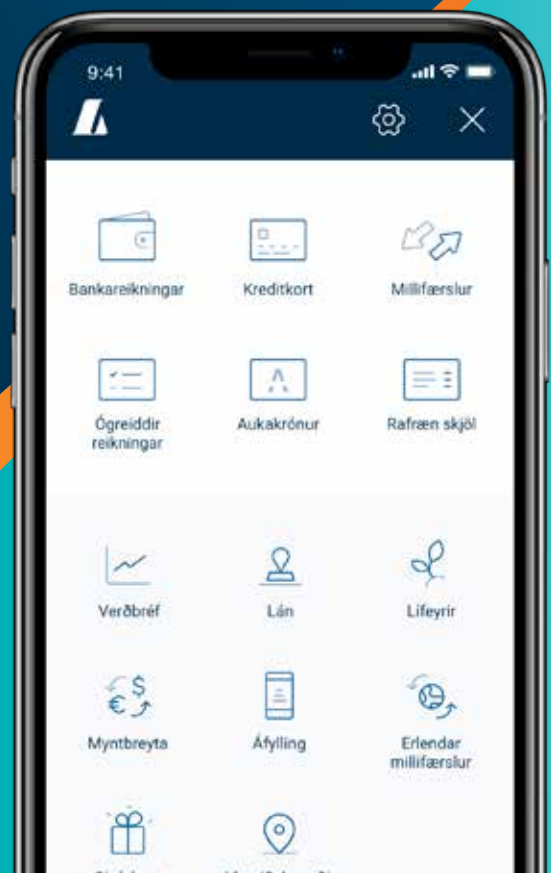 9:41
Bankareikningar
Kreditkort
Millifærslur
Ógreiddir
reikningar
Aukakrónur
Rafræn skjöl
Verðbréf
Lán
Lífeyrir
Myntbreyta
Áfylling
Erlendar
millifærslur